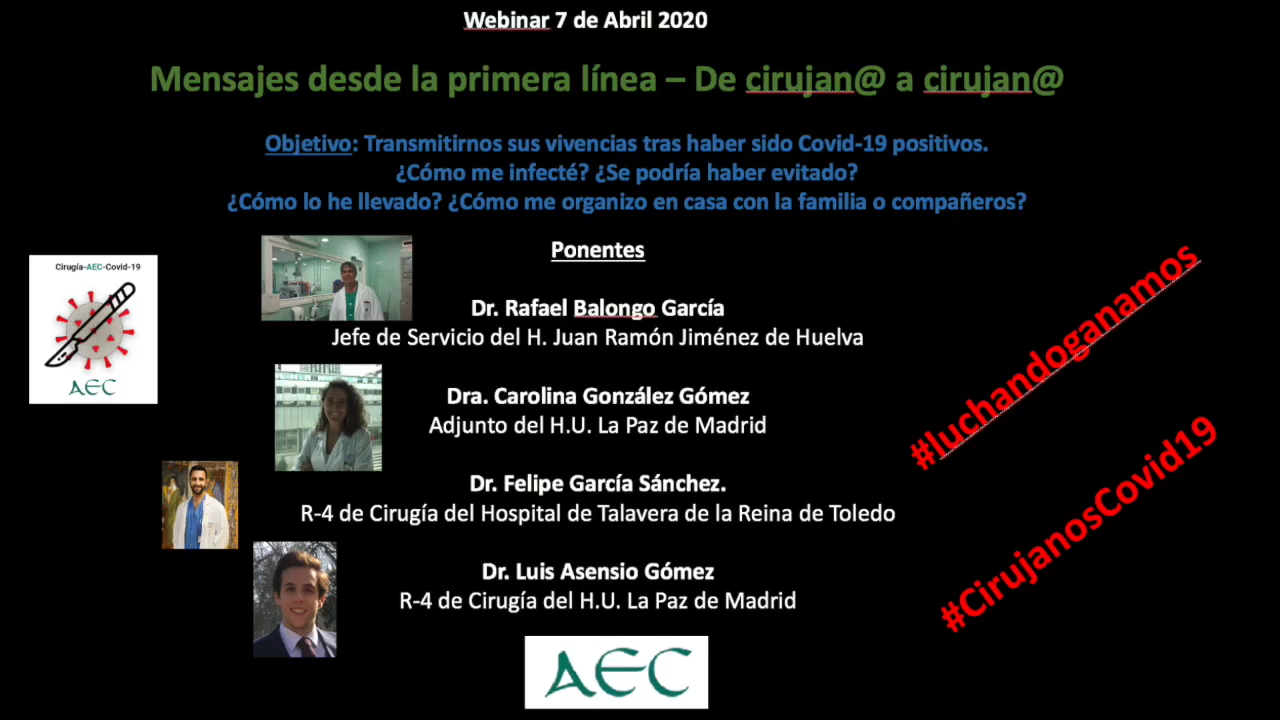 Webinar 7 de Abril 2020
Mensajes desde la primera línea – De cirujan@ a cirujan@
Objetivo: Transmitirnos sus vivencias tras haber sido Covid-19 positivos.
¿Cómo me infecté? ¿Se podría haber evitado?
¿Cómo lo he llevado? ¿Cómo me organizo en casa con la familia o compañeros?
Ponentes
Cirugía-AEC-Covid-19
AEC
Dr. Rafael Balongo García
Jefe de Servicio del H. Juan Ramón Jiménez de Huelva
Dra. Carolina González Gómez
Adjunto del H.U. La Paz de Madrid
Dr. Felipe García Sánchez.
R-4 de Cirugía del Hospital de Talavera de la Reina de Toledo
Dr. Luis Asensio Gómez
R-4 de Cirugía del H.U. La Paz de Madrid
#luchandoganamos
#CirujanosCovid19
AEC